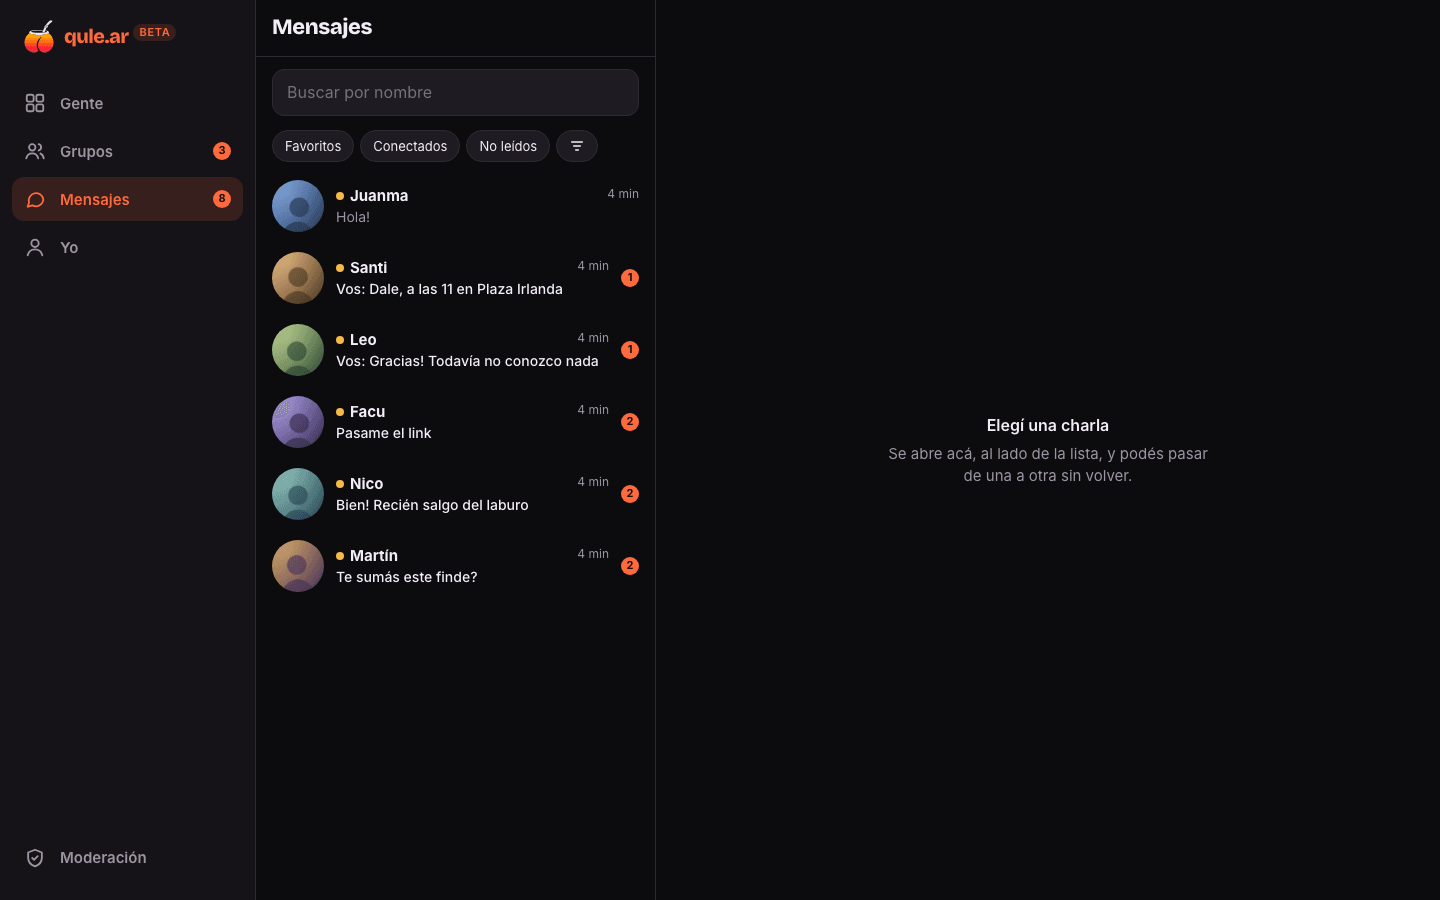 qule.ar BETA
Gente
Grupos 3
Mensajes 8
Yo
Moderación
Mensajes
Buscar por nombre
Favoritos Conectados No leídos
Juanma 4 min
Hola!
Santi 4 min
Vos: Dale, a las 11 en Plaza Irlanda 1
Leo 4 min
Vos: Gracias! Todavía no conozco nada 1
Facu 4 min
Pasame el link 2
Nico 4 min
Bien! Recién salgo del laburo 2
Martín 4 min
Te sumás este finde? 2
Elegí una charla
Se abre acá, al lado de la lista, y podés pasar
de una a otra sin volver.